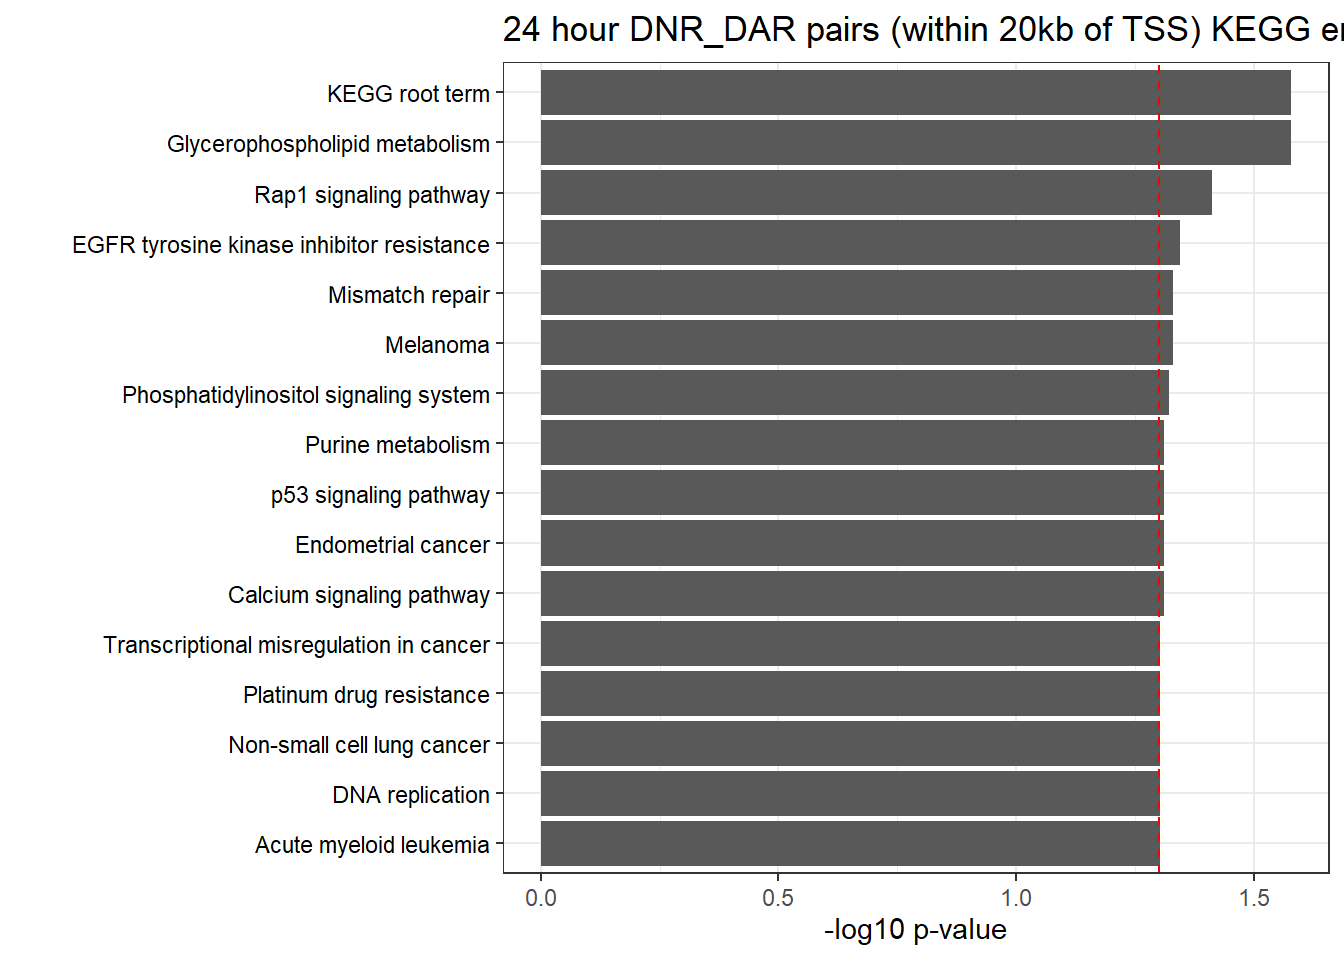 24 hour DNR_DAR pairs (within 20kb of TSS) KEGG
KEGG root term
Glycerophospholipid metabolism
Rap1 signaling pathway
EGFR tyrosine kinase inhibitor resistance
Mismatch repair
Melanoma
Phosphatidylinositol signaling system
Purine metabolism
p53 signaling pathway
Endometrial cancer
Calcium signaling pathway
Transcriptional misregulation in cancer
Platinum drug resistance
Non-small cell lung cancer
DNA replication
Acute myeloid leukemia
0.0 0.5 1.0 1.5
-log10 p-value